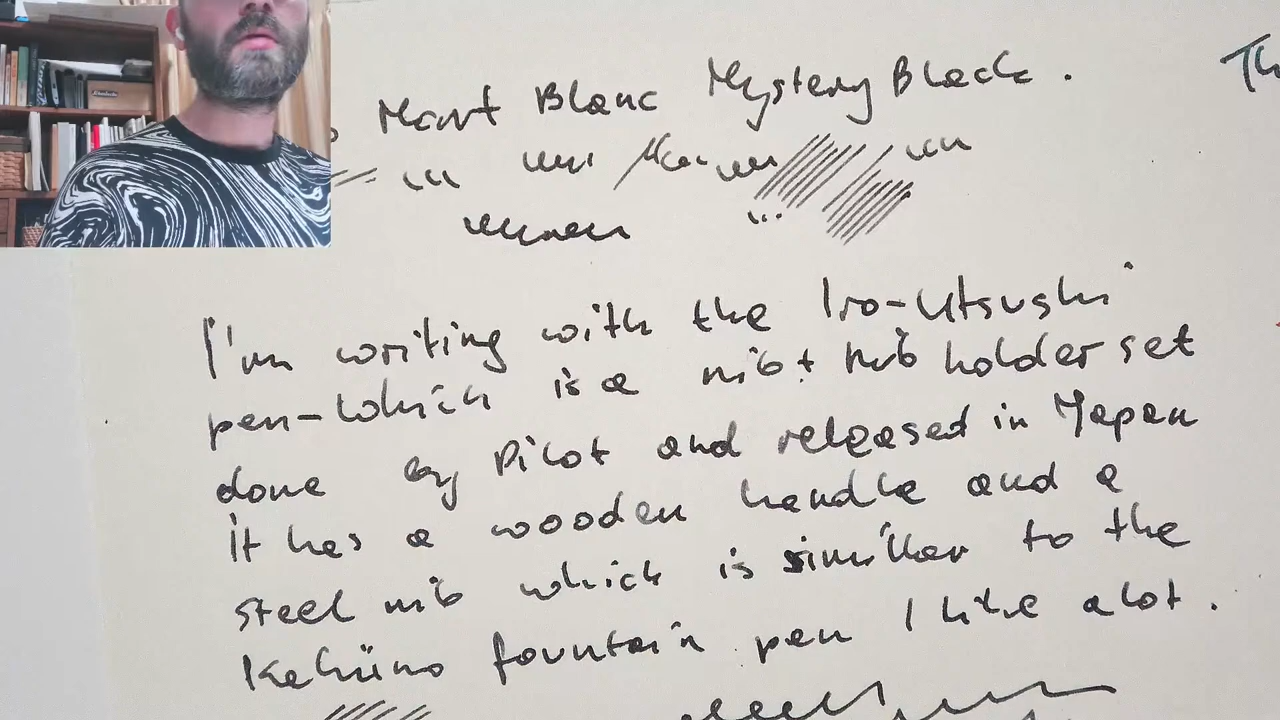 Mont Blanc Mystery Black. Th
I'm writing with the Iro-Utsushi
pen-which is a nib + nib holder set
done by Pilot and released in Japan
It has a wooden handle and a
steel nib which is similar to the
Kakuno fountain pen I like alot.